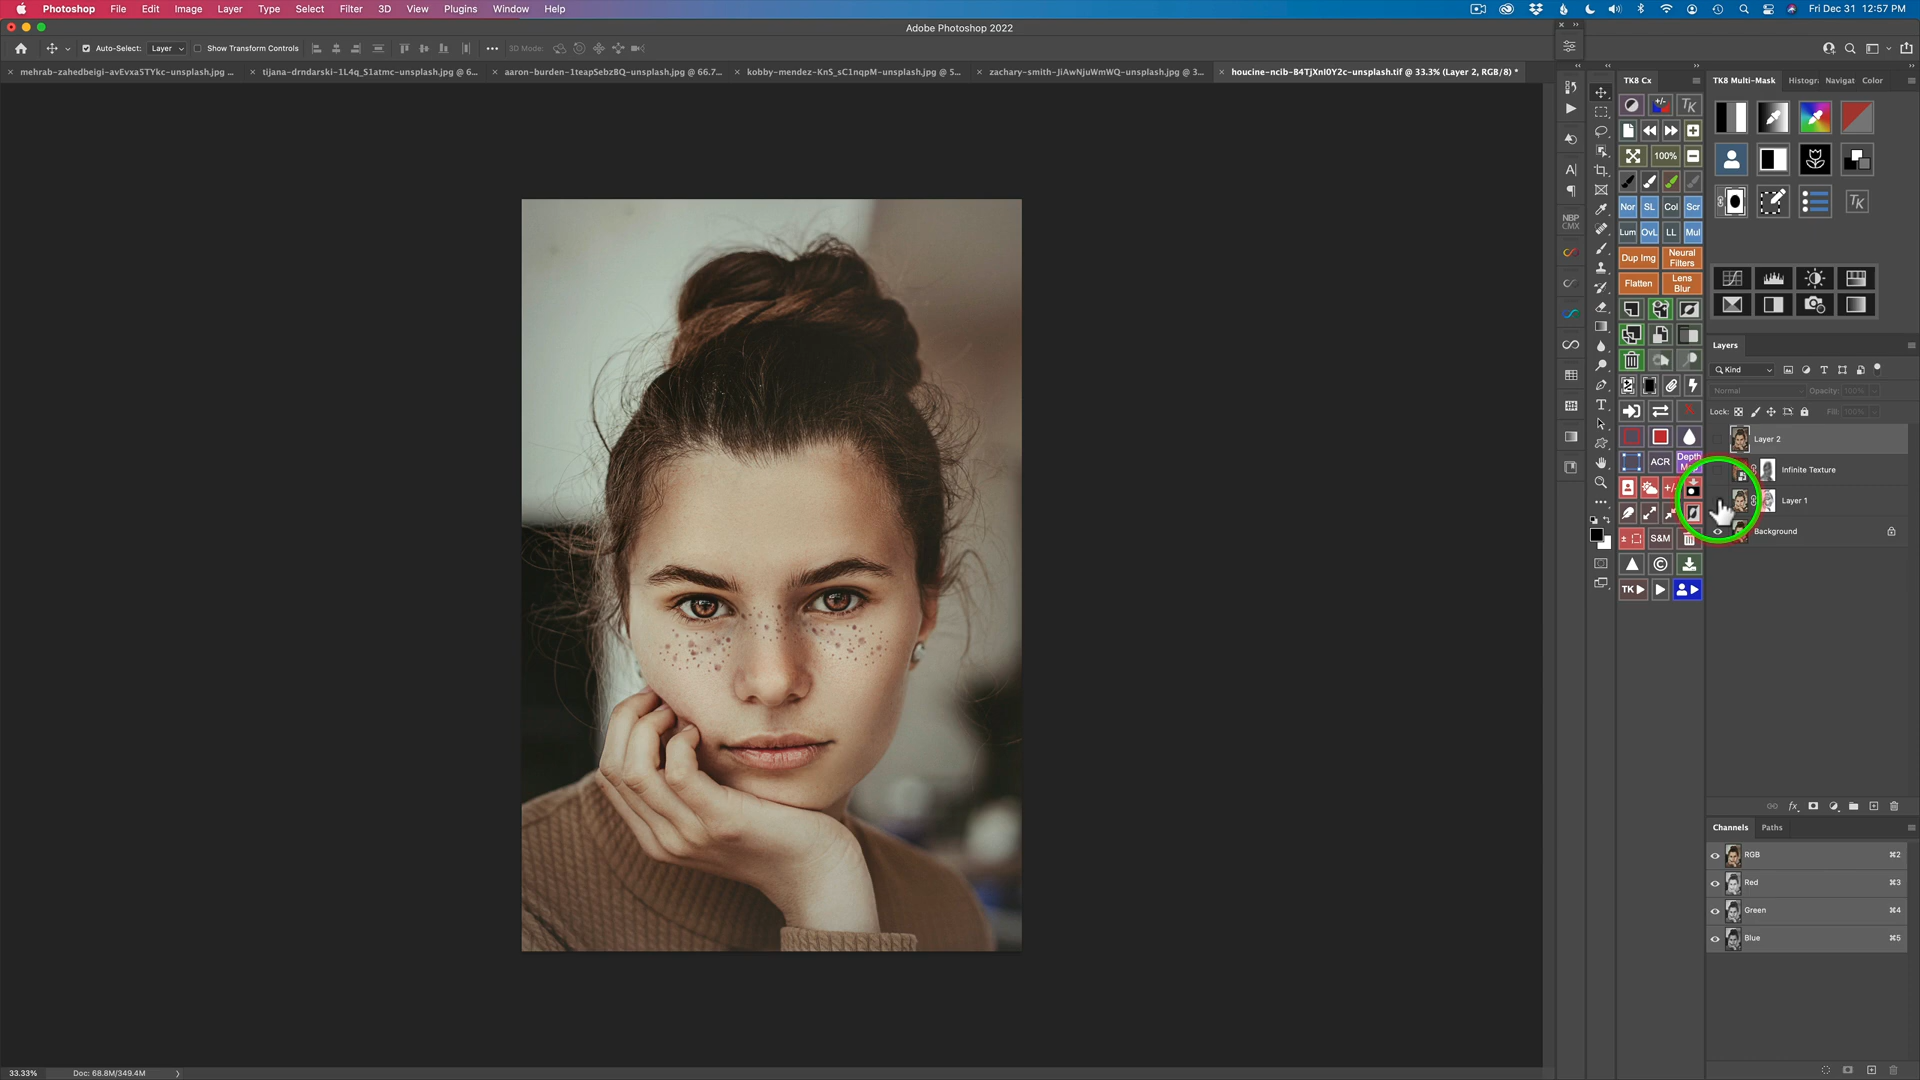 Photoshop File Edit Image Layer Type Select Filter 3D View Plugins Window Help Fri Dec 31 12:57 PM
Adobe Photoshop 2022
Auto-Select: Layer Show Transform Controls 3D Mode:
mehrab-zahedbeigi-avEvxa5TYkc-unsplash.jpg ... tijana-drndarski-1L4q_S1atmc-unsplash.jpg @ 6... aaron-burden-1teapSebzBQ-unsplash.jpg @ 66.7... kobby-mendez-KnS_sC1nqpM-unsplash.jpg @ 5... zachary-smith-JiAwNjuWmWQ-unsplash.jpg @ 3... houcine-ncib-B4TjXnI0Y2c-unsplash.tif @ 33.3% (Layer 2, RGB/8) *
TK8 Cx TK8 Multi-Mask Histogr Navigat Color
TK
100%
Nor SL Col Scr
Lum OvL LL Mul
NBP
CMX
Dup Img Neural Filters
Flatten Lens Blur
Layers
Kind
Normal Opacity: 100%
Lock: Fill: 100%
Layer 2
ACR Depth
Infinite Texture
Layer 1
Background
S&M
TK
Channels Paths
RGB ⌘2
Red ⌘3
Green ⌘4
Blue ⌘5
33.33% Doc: 68.8M/349.4M